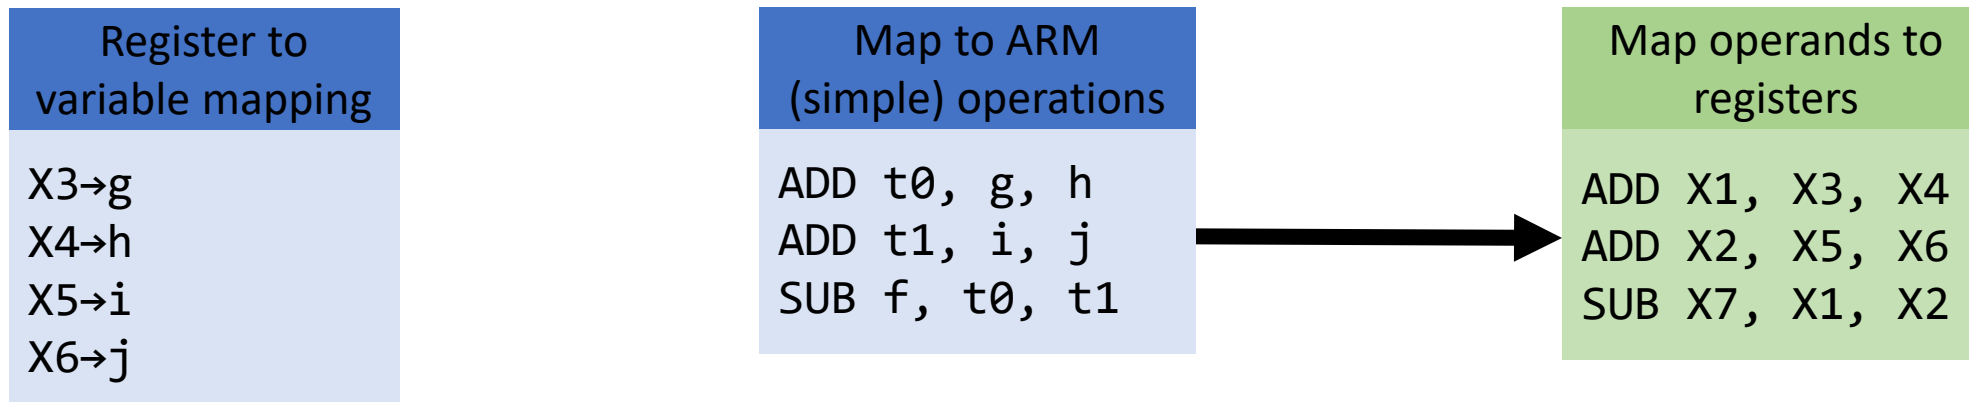 Register to
variable mapping
X3→g
X4→h
X5→i
X6→j
Map to ARM
(simple) operations
ADD t0, g, h
ADD t1, i, j
SUB f, t0, t1
Map operands to
registers
ADD X1, X3, X4
ADD X2, X5, X6
SUB X7, X1, X2